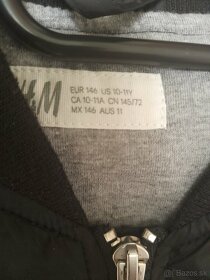 H&M
EUR 146 US 10-11Y
CA 10-11A CN 145/72
MX 146 AUS 11
bazos.sk